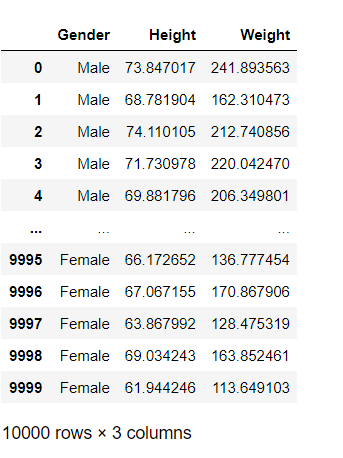 Gender Height Weight
0 Male 73.847017 241.893563
1 Male 68.781904 162.310473
2 Male 74.110105 212.740856
3 Male 71.730978 220.042470
4 Male 69.881796 206.349801
... ... ... ...
9995 Female 66.172652 136.777454
9996 Female 67.067155 170.867906
9997 Female 63.867992 128.475319
9998 Female 69.034243 163.852461
9999 Female 61.944246 113.649103
10000 rows × 3 columns